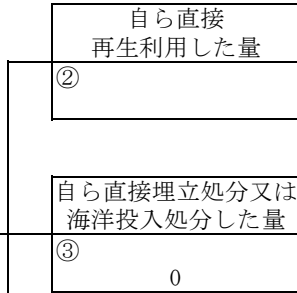 自ら直接
再生利用した量
②
自ら直接埋立処分又は
海洋投入処分した量
③
0